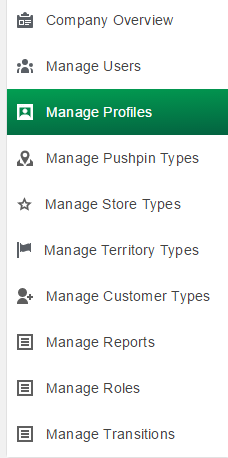 Company Overview
Manage Users
Manage Profiles
Manage Pushpin Types
Manage Store Types
Manage Territory Types
Manage Customer Types
Manage Reports
Manage Roles
Manage Transitions